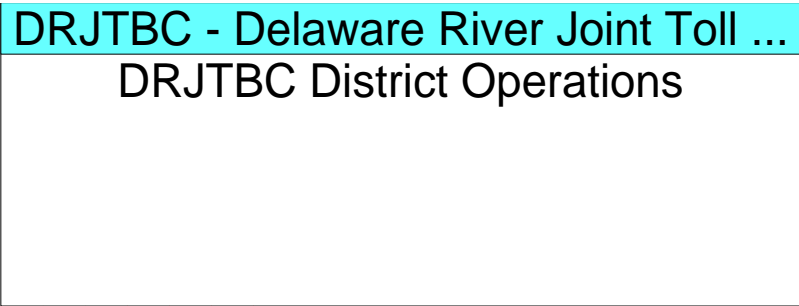 DRJTBC - Delaware River Joint Toll ...
DRJTBC District Operations